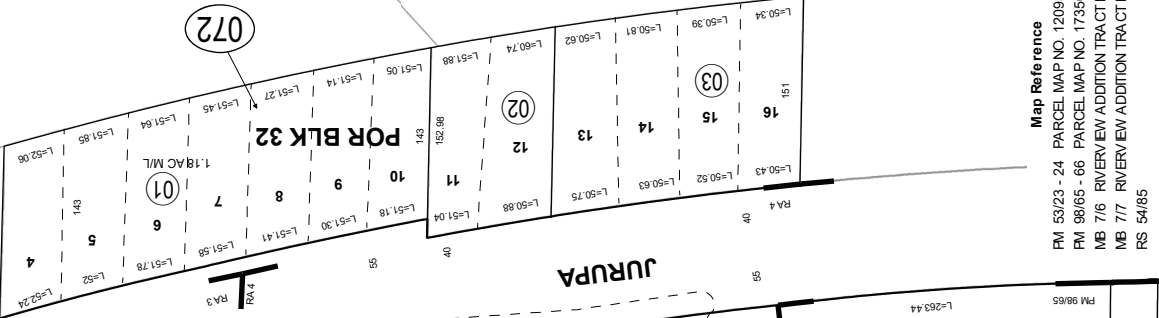 072
L=52.06
L=51.85
L=51.64
L=51.45
L=51.27
L=51.14
L=51.05
L=51.88
L=60.74
L=50.62
L=50.81
L=50.39
L=50.34
POR BLK 32
1.18 AC M/L
01
02
03
143
143
152.98
151
4
5
6
7
8
9
10
11
12
13
14
15
16
L=52.24
L=52
L=51.78
L=51.58
L=51.41
L=51.30
L=51.18
L=51.04
L=50.88
L=50.75
L=50.63
L=50.52
L=50.43
RA 3
RA 4
RA 4
55
40
40
55
JURUPA
L=263.44
PM 98/65
Map Reference
PM 53/23 - 24 PARCEL MAP NO. 1209
PM 98/65 - 66 PARCEL MAP NO. 1735
MB 7/6 RIVERVIEW ADDITION TRACT
MB 7/7 RIVERVIEW ADDITION TRACT
RS 54/85